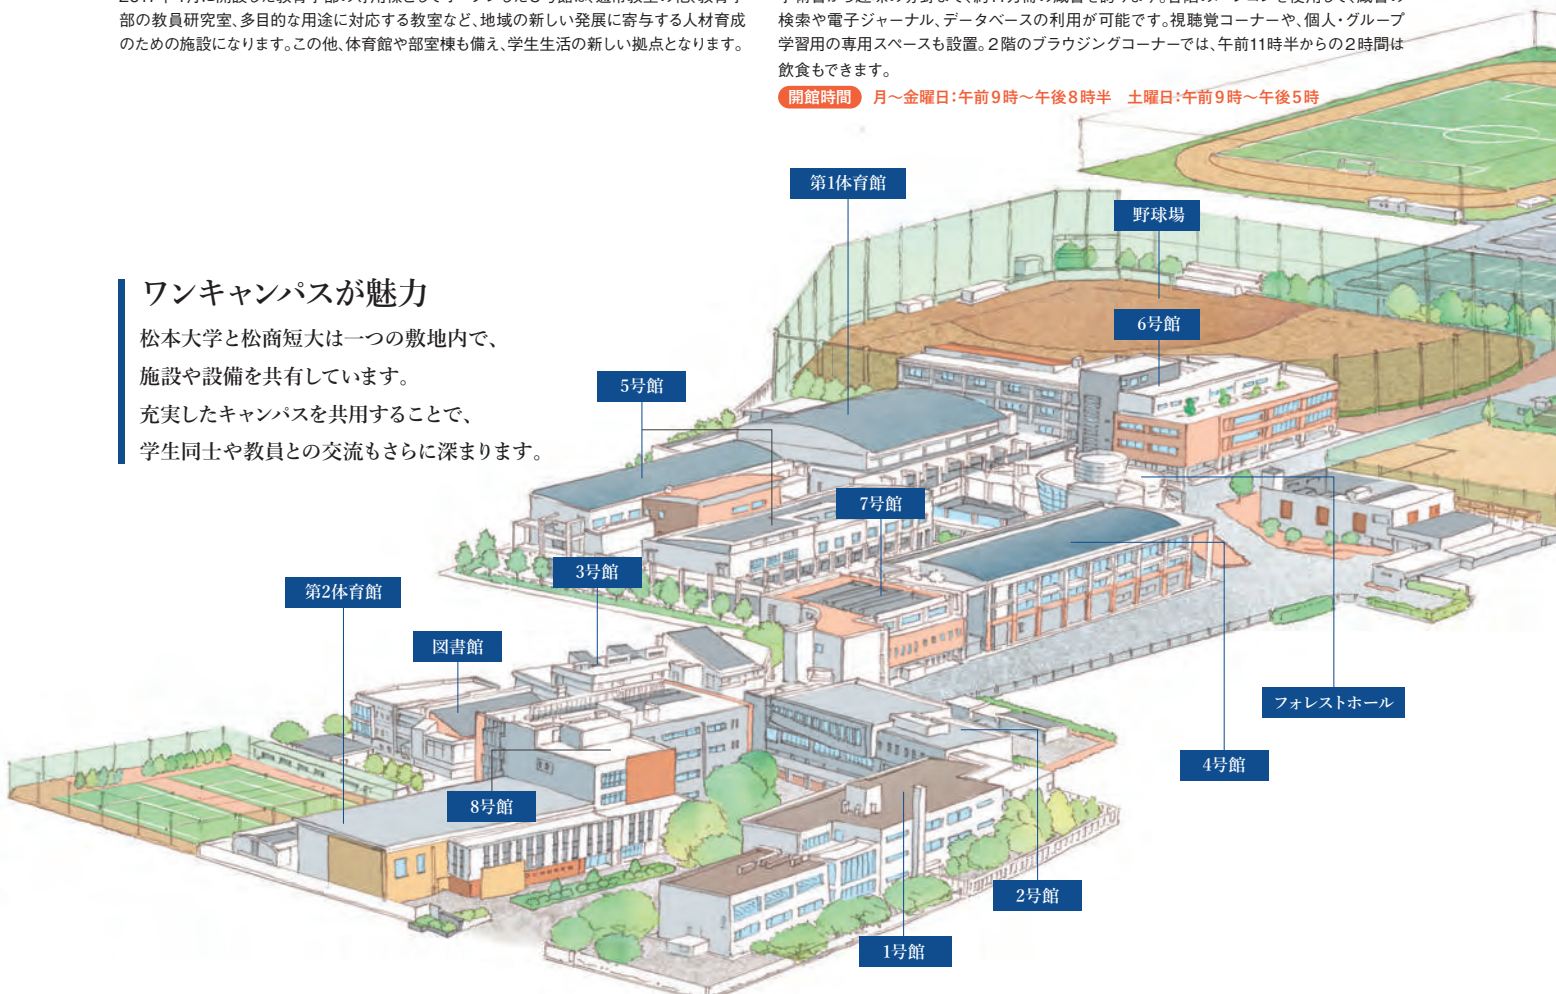 部の教員研究室、多目的な用途に対応する教室など、地域の新しい発展に寄与する人材育成
のための施設になります。この他、体育館や部室棟も備え、学生生活の新しい拠点となります。
検索や電子ジャーナル、データベースの利用が可能です。視聴覚コーナーや、個人・グループ
学習用の専用スペースも設置。2階のブラウジングコーナーでは、午前11時半からの2時間は
飲食もできます。
開館時間 月〜金曜日：午前9時〜午後8時半 土曜日：午前9時〜午後5時
ワンキャンパスが魅力
松本大学と松商短大は一つの敷地内で、
施設や設備を共有しています。
充実したキャンパスを共用することで、
学生同士や教員との交流もさらに深まります。
第1体育館
野球場
6号館
5号館
7号館
3号館
第2体育館
図書館
フォレストホール
4号館
8号館
2号館
1号館